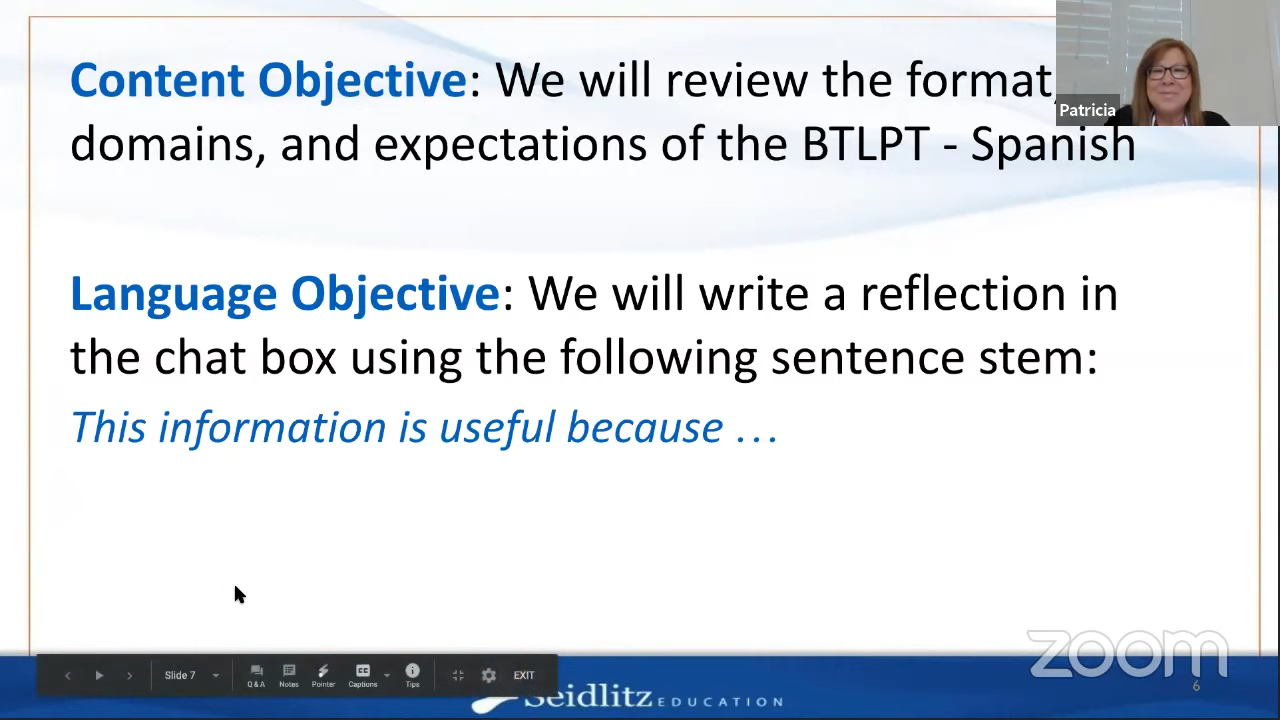 Content Objective: We will review the format,
Patricia
domains, and expectations of the BTLPT - Spanish
Language Objective: We will write a reflection in
the chat box using the following sentence stem:
This information is useful because …
zoom
Slide 7
Q&A Notes Pointer Captions Tips
EXIT
6
Seidlitz EDUCATION